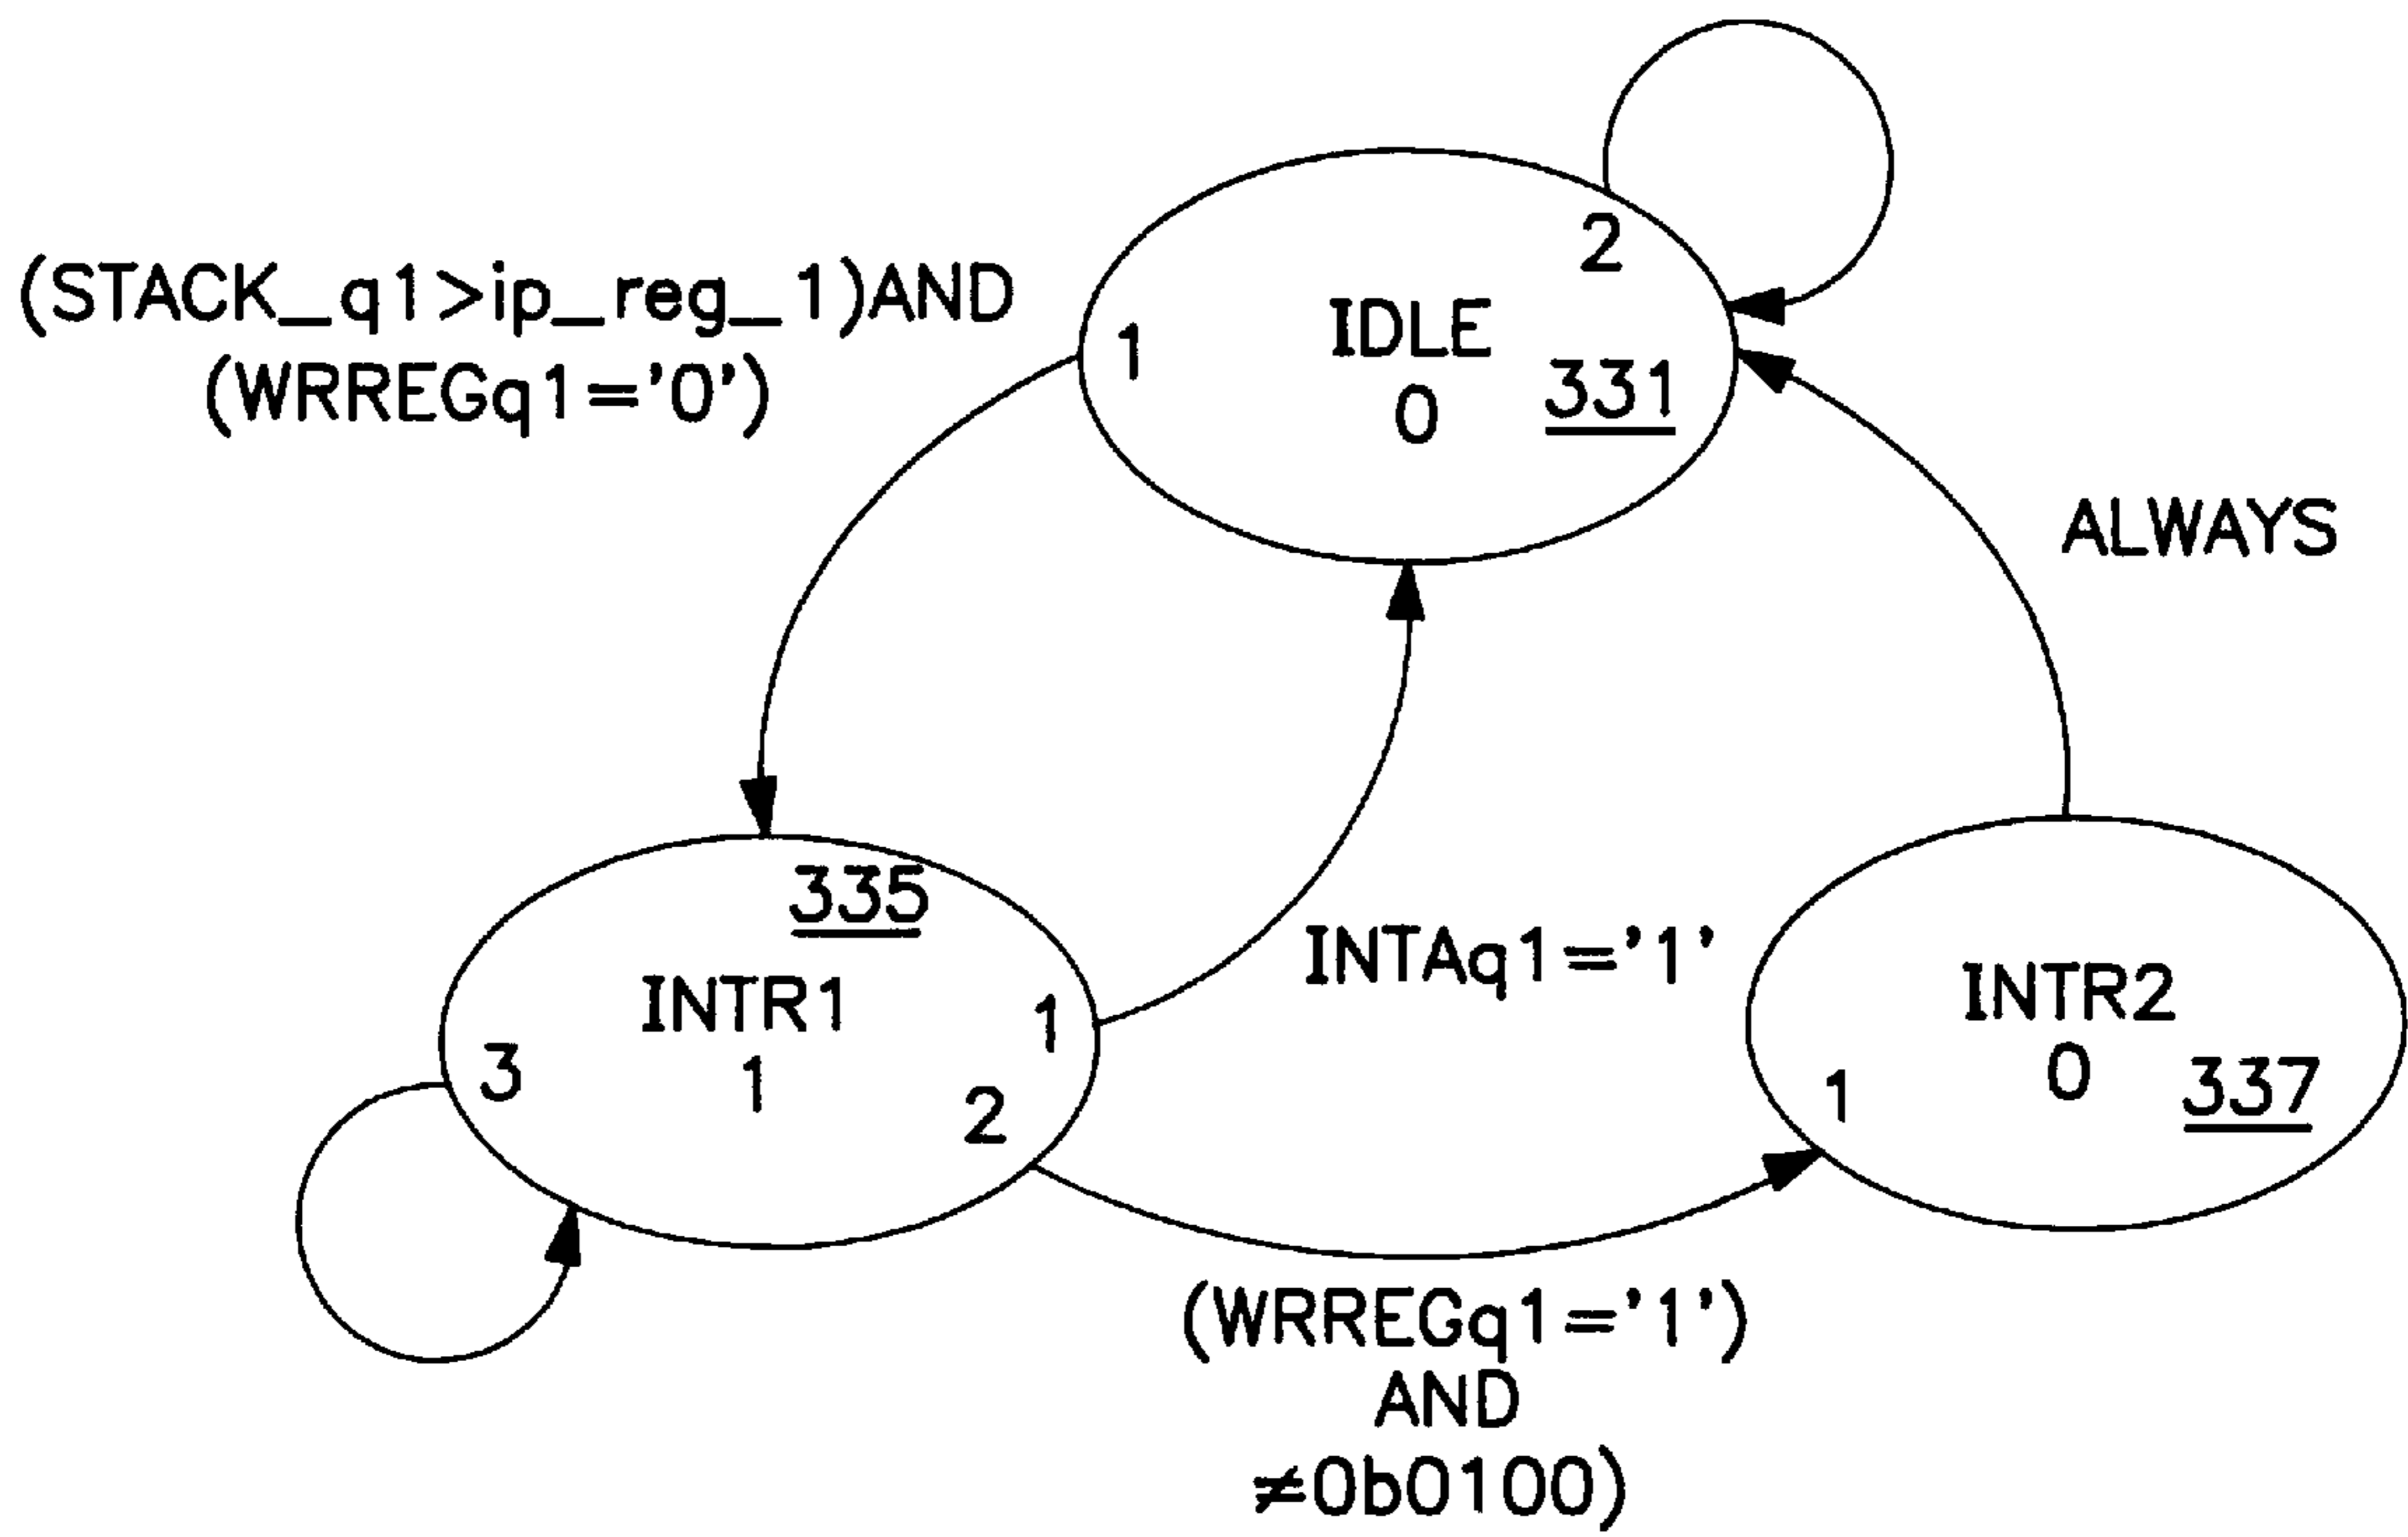 2
(STACK_q1>ip_reg_1)AND
(WRREGq1='0')
1
IDLE
0
331
ALWAYS
335
INTR1
1
3
1
2
INTAq1='1'
INTR2
0
1
337
(WRREGq1='1')
AND
≠0b0100)